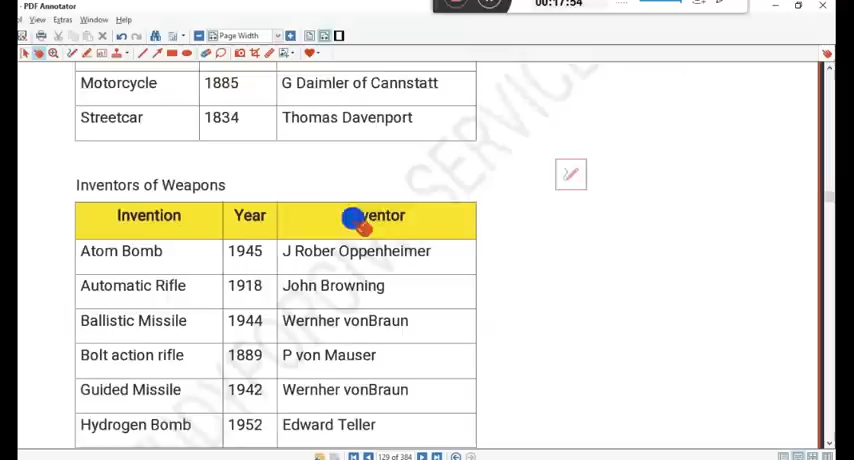 PDF Annotator
00:17:54
View Extras Window Help
Page Width
Motorcycle 1885 G Daimler of Cannstatt
Streetcar 1834 Thomas Davenport
Inventors of Weapons
Invention Year ventor
Atom Bomb 1945 J Rober Oppenheimer
Automatic Rifle 1918 John Browning
Ballistic Missile 1944 Wernher vonBraun
Bolt action rifle 1889 P von Mauser
Guided Missile 1942 Wernher vonBraun
Hydrogen Bomb 1952 Edward Teller
129 of 384